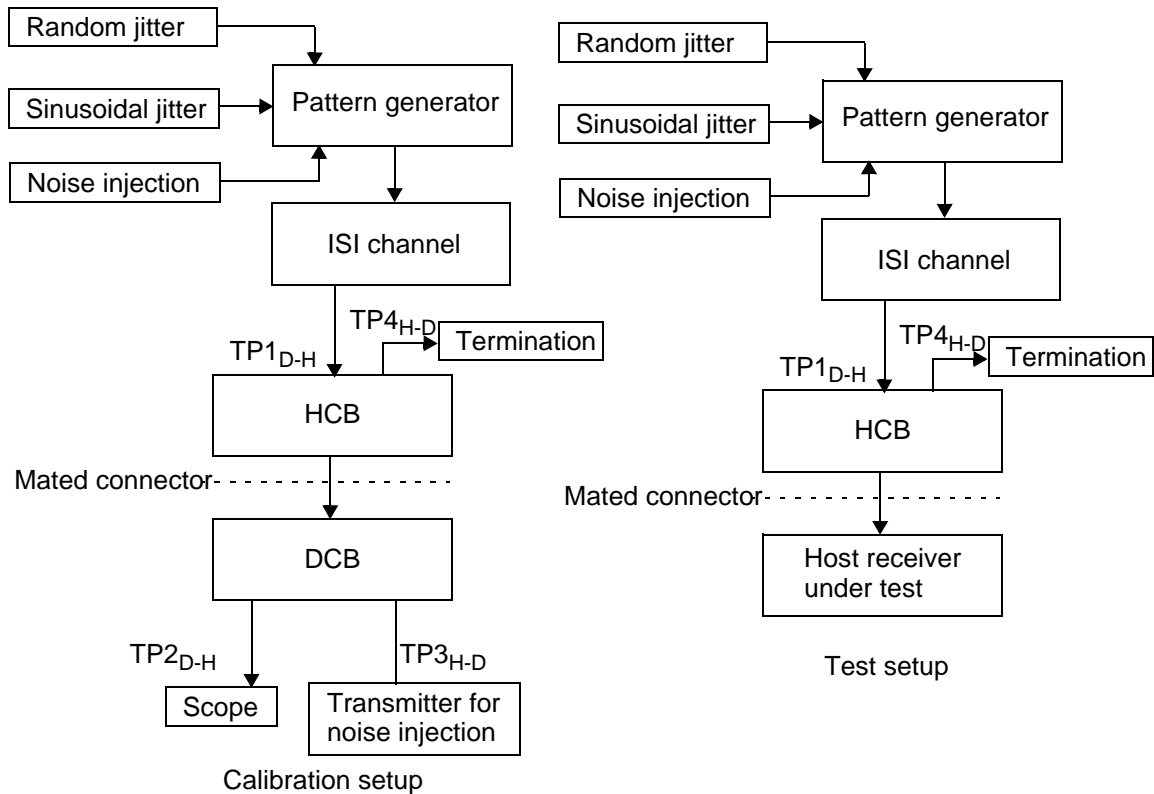 Random jitter
Sinusoidal jitter
Noise injection
Pattern generator
ISI channel
TP4H-D
Termination
TP1D-H
HCB
Mated connector
DCB
TP2D-H
TP3H-D
Scope
Transmitter for
noise injection
Calibration setup
Random jitter
Sinusoidal jitter
Noise injection
Pattern generator
ISI channel
TP4H-D
Termination
TP1D-H
HCB
Mated connector
Host receiver
under test
Test setup